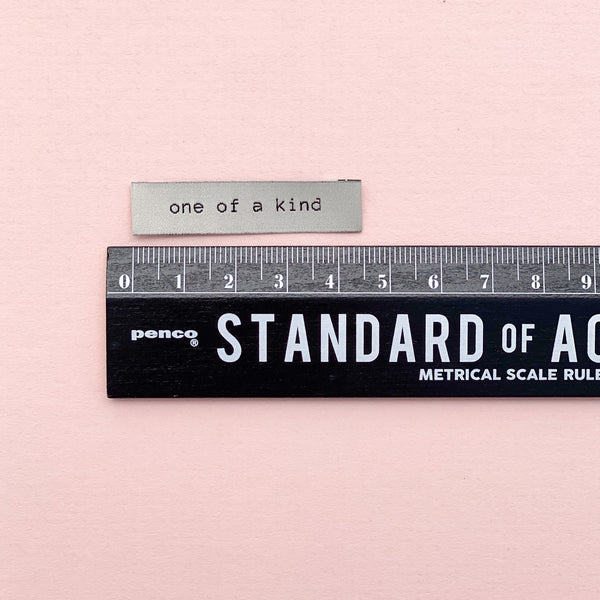 one of a kind
0 1 2 3 4 5 6 7 8 9
penco®
STANDARD OF AC
METRICAL SCALE RULE